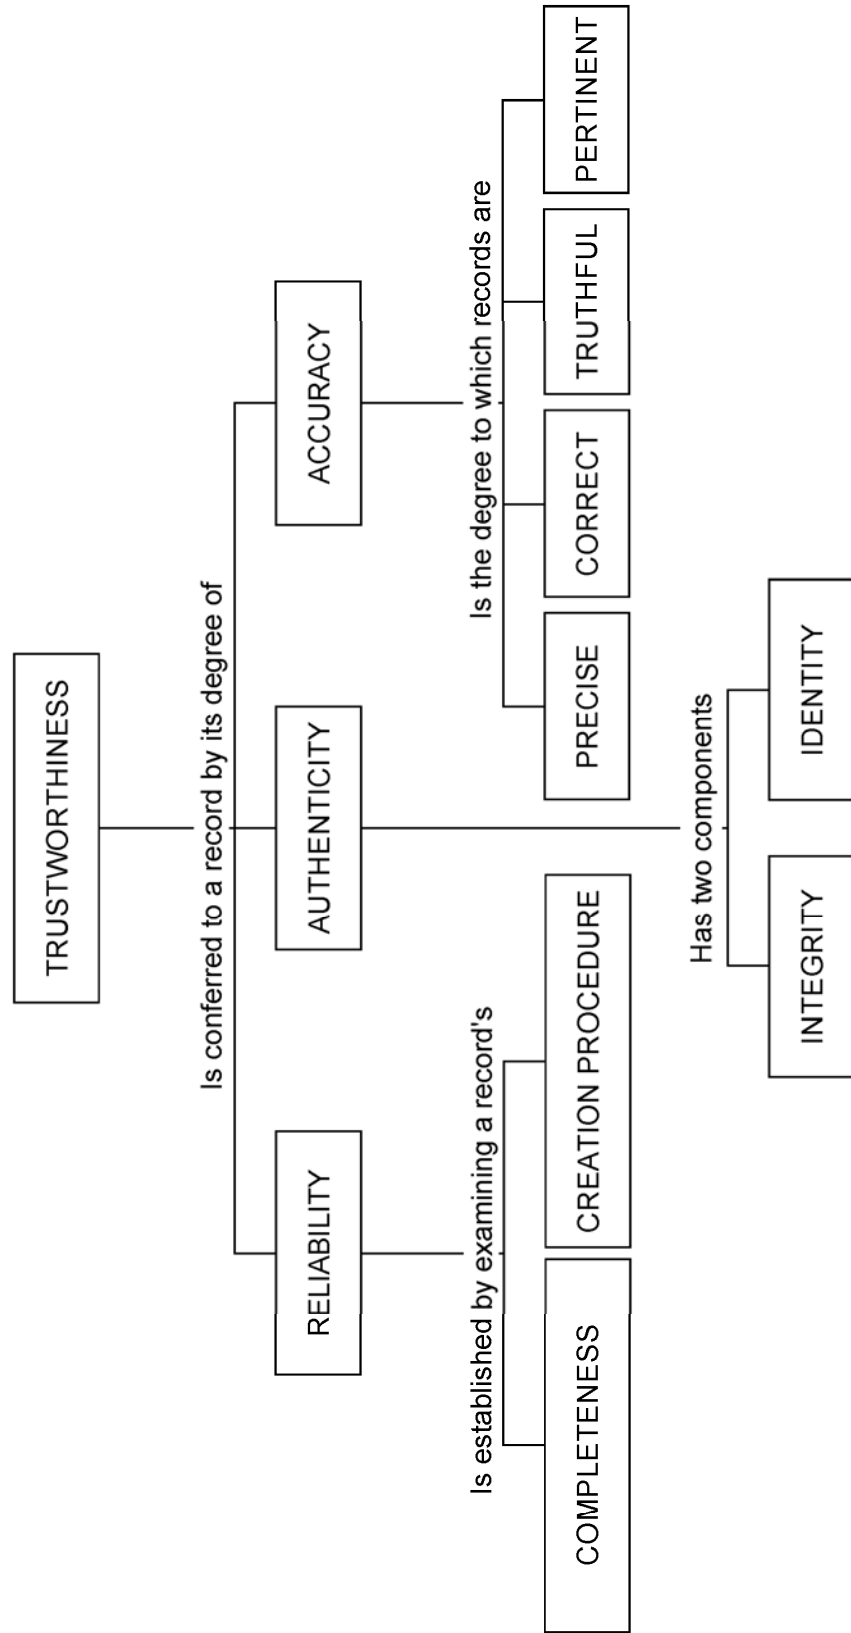 TRUSTWORTHINESS
Is conferred to a record by its degree of
RELIABILITY
AUTHENTICITY
ACCURACY
Is established by examining a record's
Is the degree to which records are
COMPLETENESS
CREATION PROCEDURE
PRECISE
CORRECT
TRUTHFUL
PERTINENT
Has two components
INTEGRITY
IDENTITY